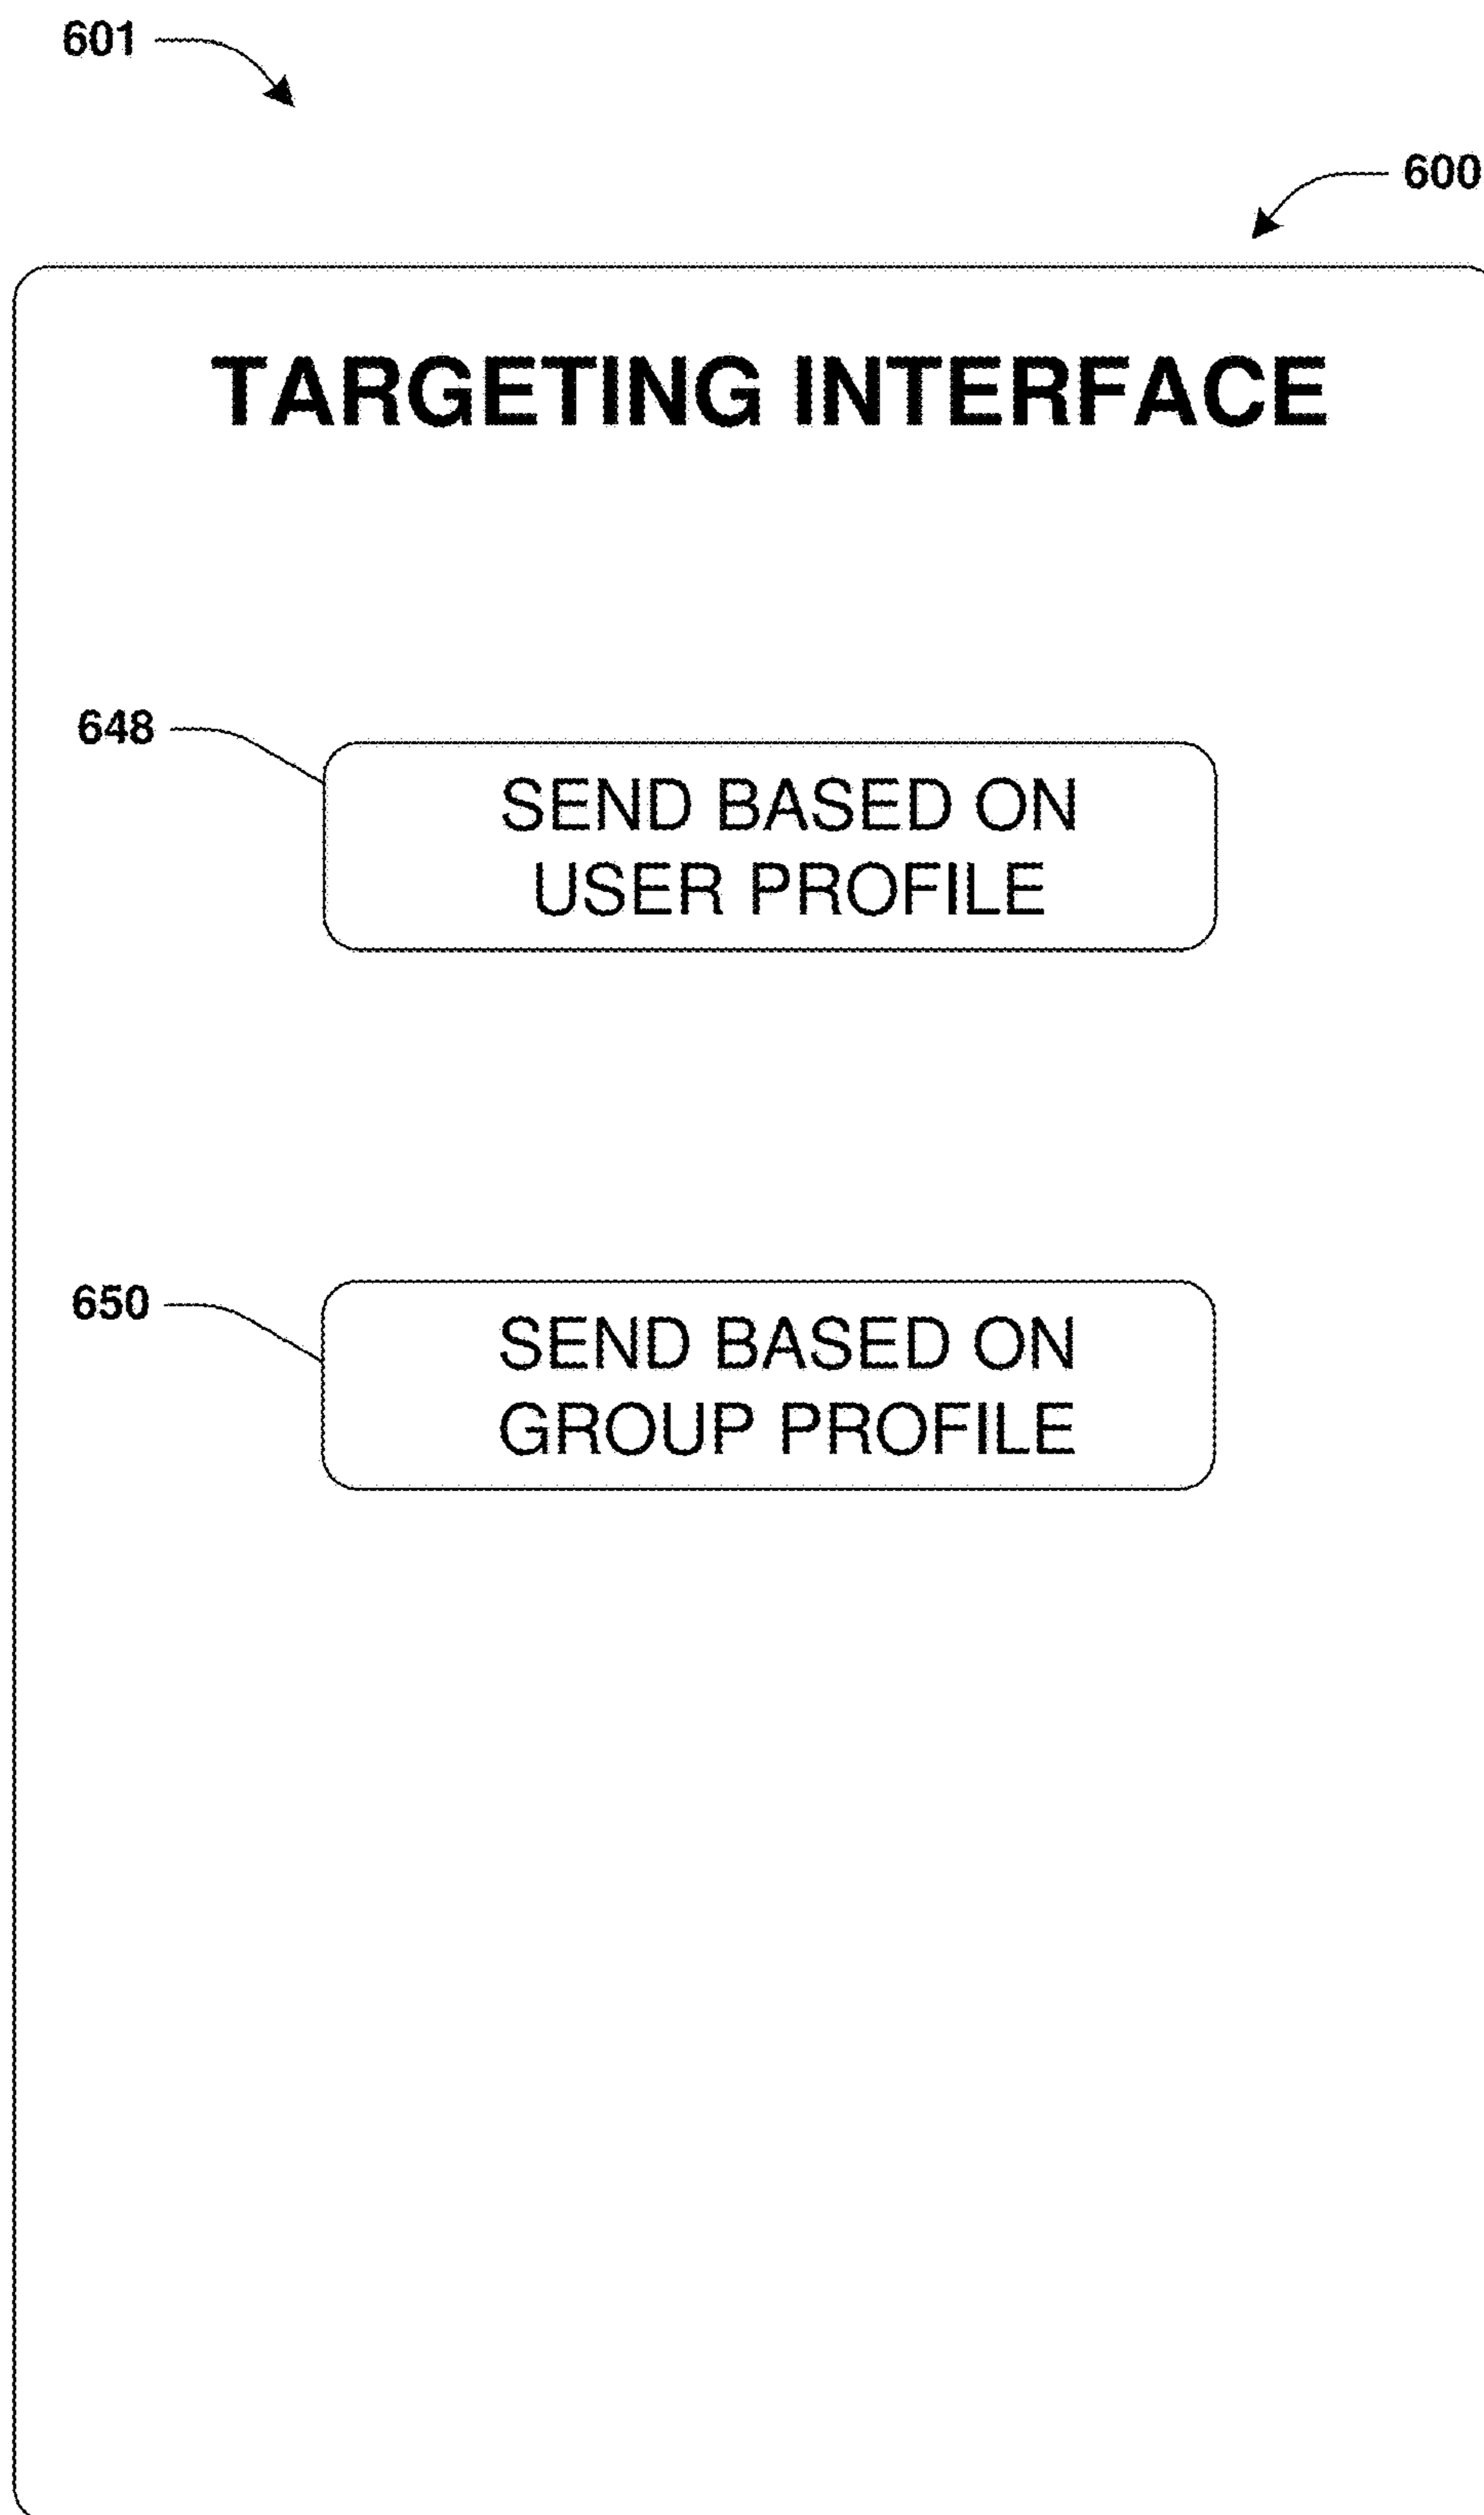 601
600
TARGETING INTERFACE
648
SEND BASED ON
USER PROFILE
650
SEND BASED ON
GROUP PROFILE